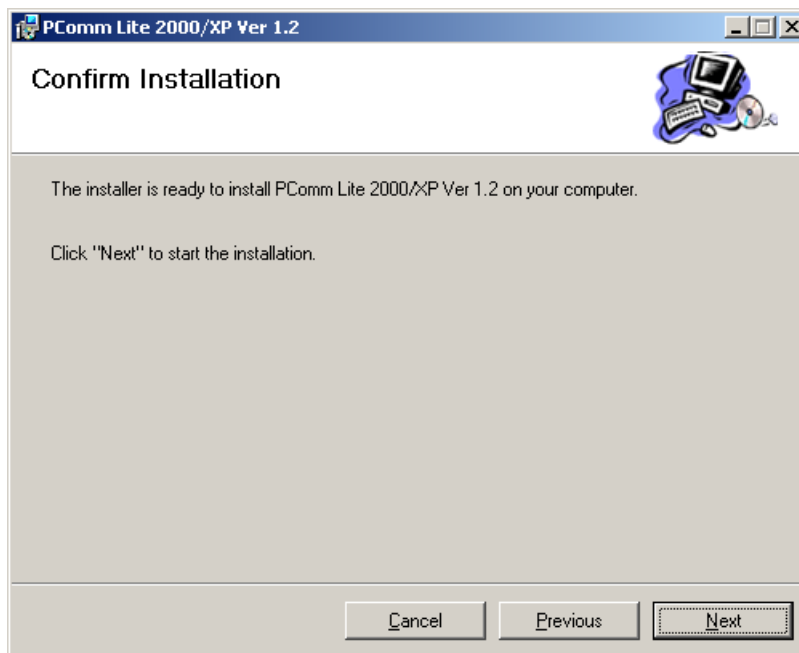 PComm Lite 2000/XP Ver 1.2
Confirm Installation
The installer is ready to install PComm Lite 2000/XP Ver 1.2 on your computer.
Click "Next" to start the installation.
Cancel Previous Next